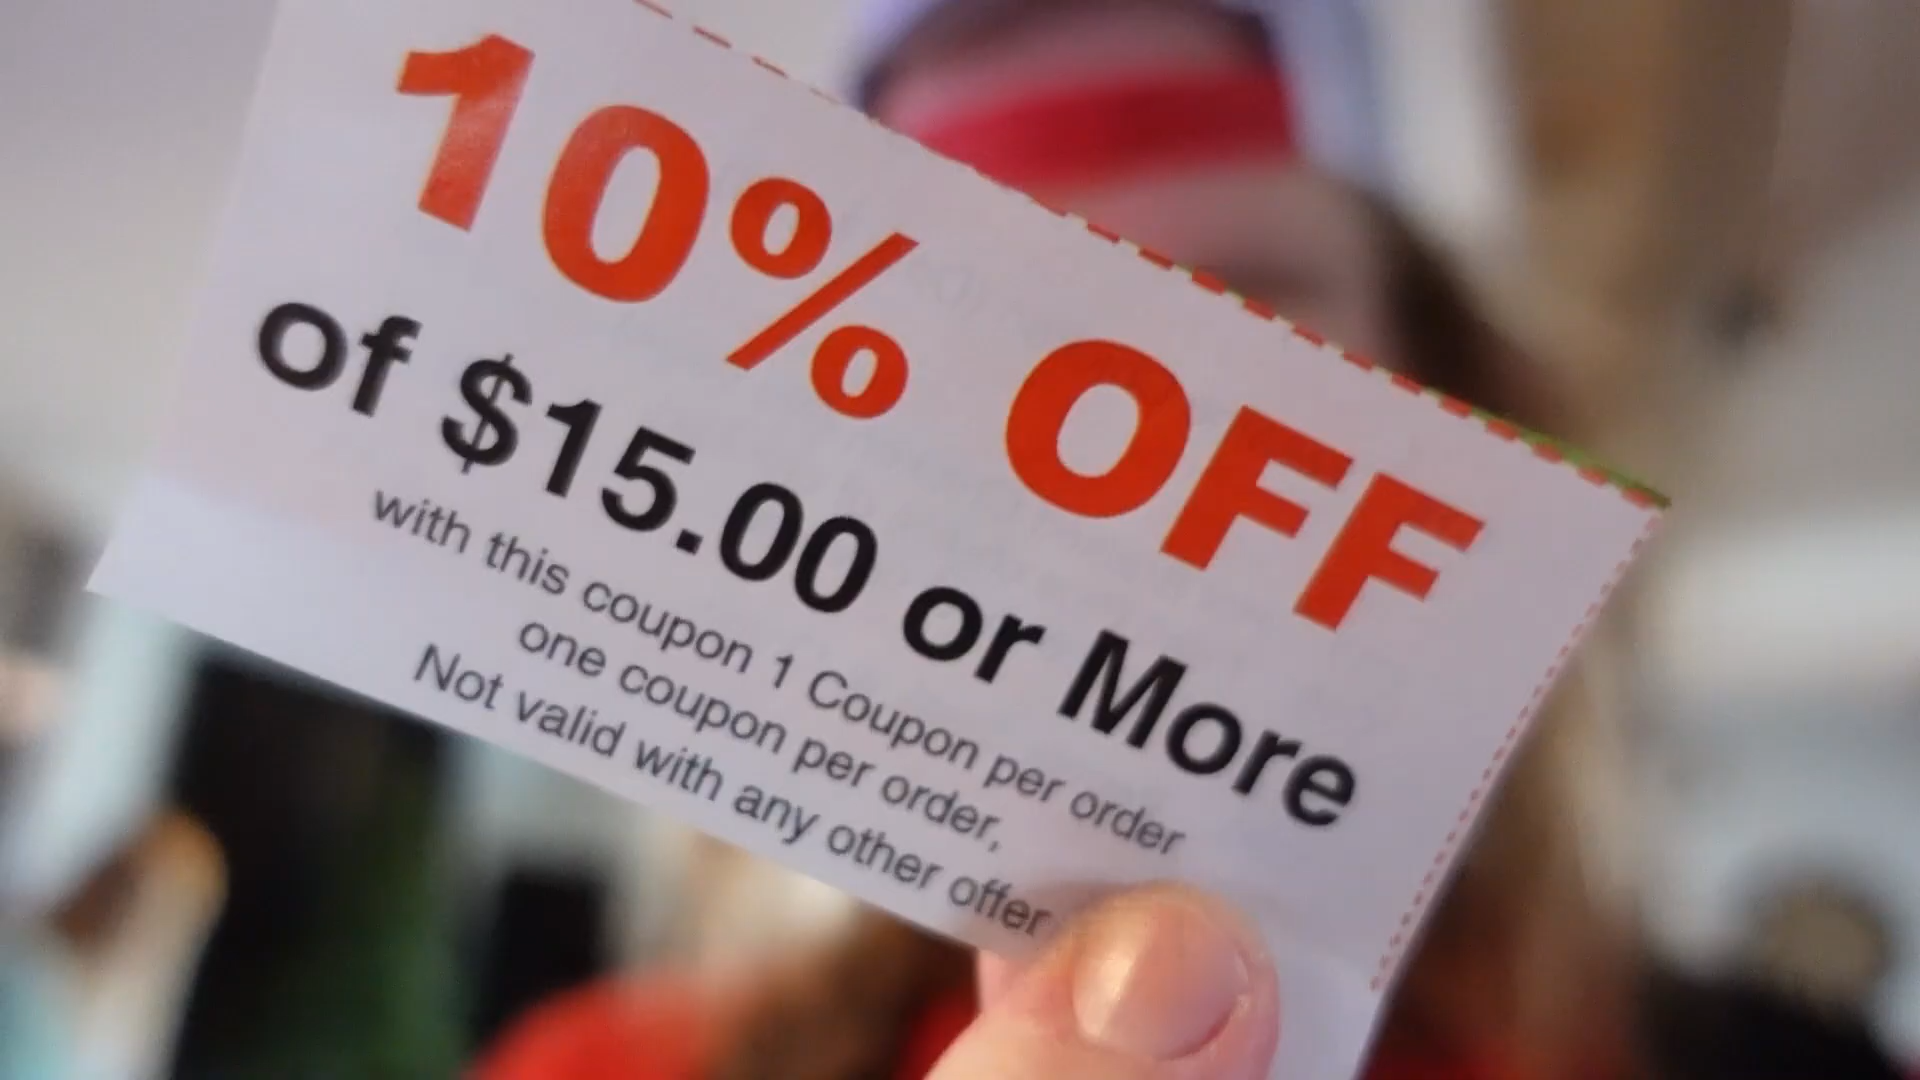 10% OFF
of $15.00 or More
with this coupon 1 Coupon per order
one coupon per order,
Not valid with any other offer